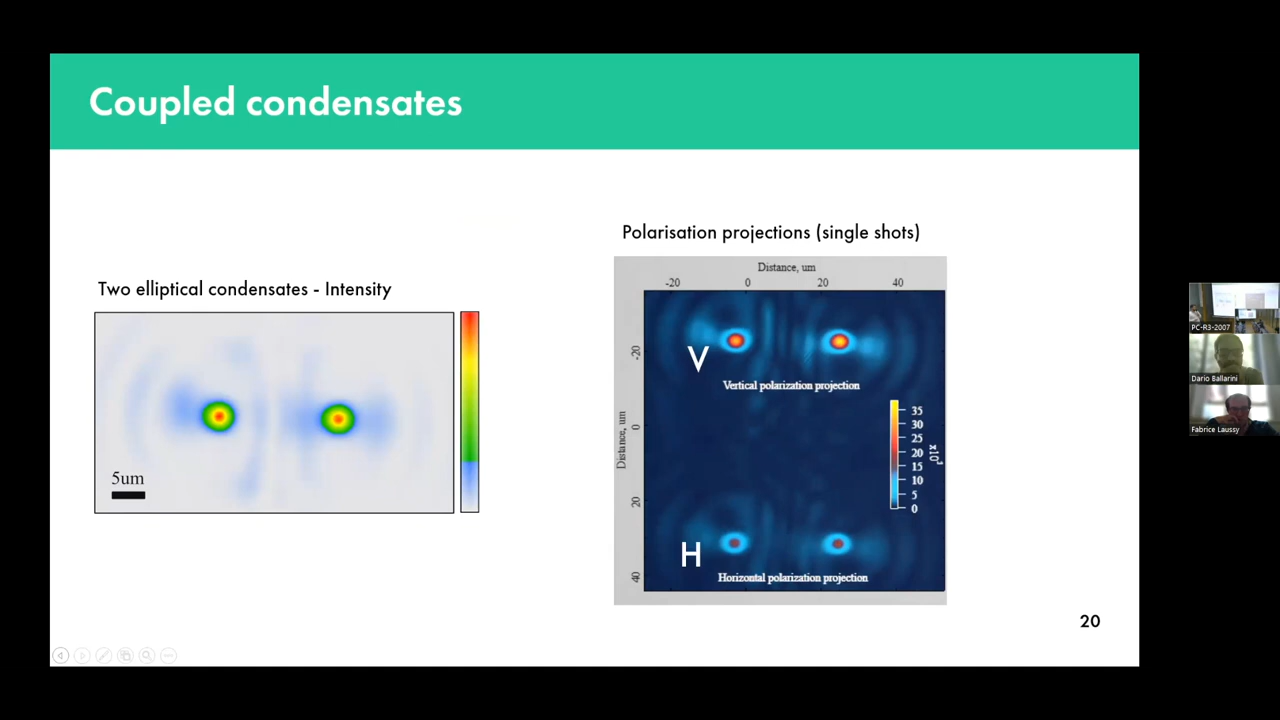 Coupled condensates
Polarisation projections (single shots)
Two elliptical condensates - Intensity
5um
Distance, um
-20 0 20 40
-20
0
20
40
Distance, um
V
Vertical polarization projection
35
30
25
20
15
10
5
0
H
Horizontal polarization projection
20
PC-R3-2007
Dario Ballarini
Fabrice Laussy